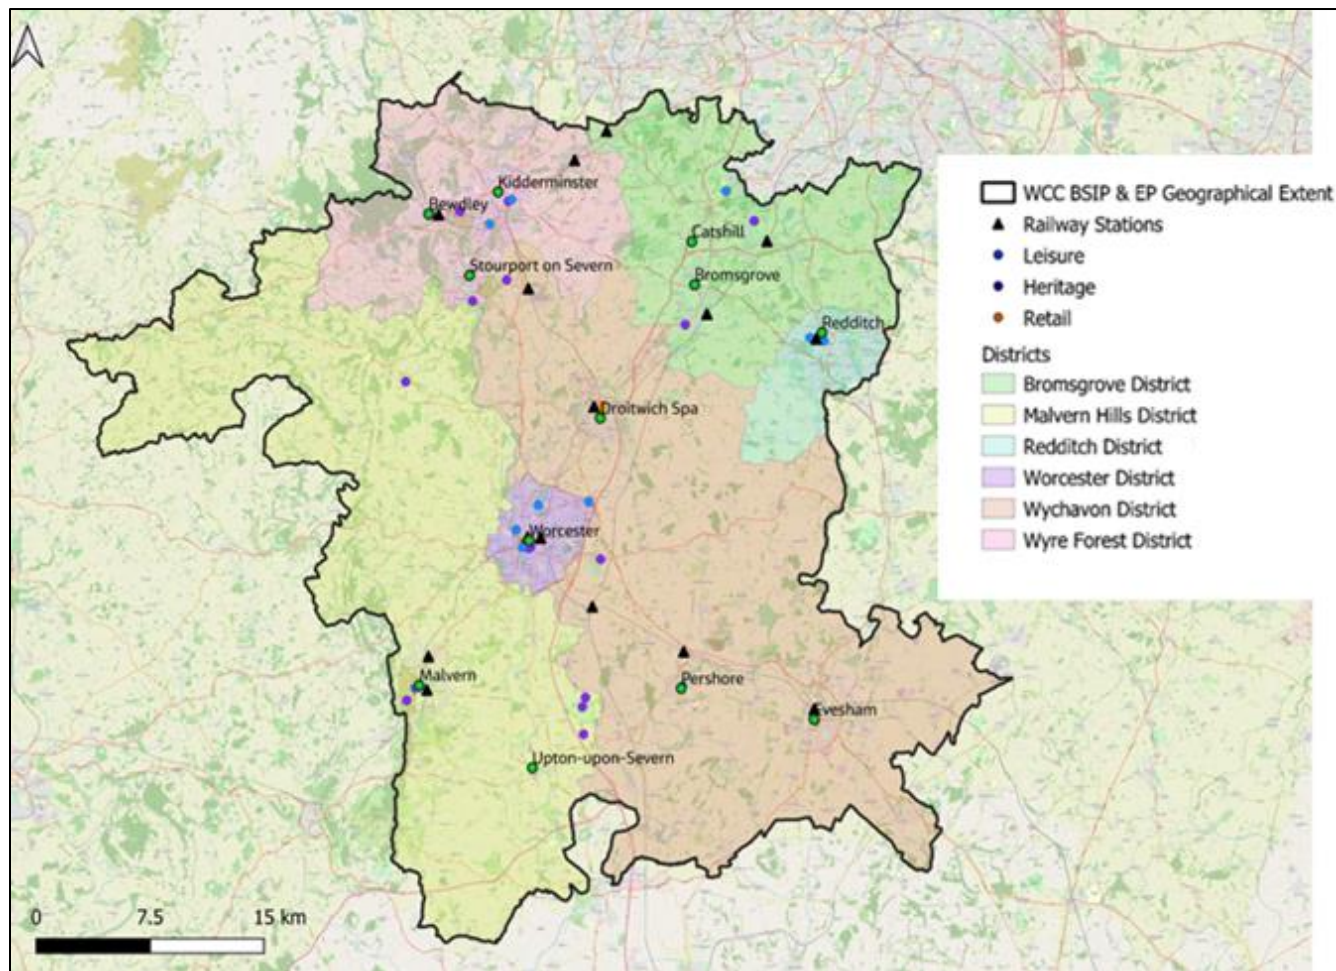 Kidderminster
Bewdley
Catshill
Stourport on Severn
Bromsgrove
Redditch
Droitwich Spa
Worcester
Malvern
Pershore
Evesham
Upton-upon-Severn
WCC BSIP & EP Geographical Extent
Railway Stations
Leisure
Heritage
Retail
Districts
Bromsgrove District
Malvern Hills District
Redditch District
Worcester District
Wychavon District
Wyre Forest District
0 7.5 15 km